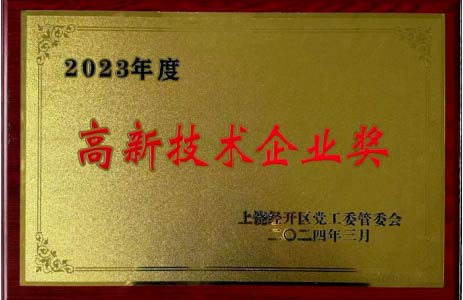 2023年度
高新技术企业奖
上饶经开区党工委管委会
二〇二四年三月